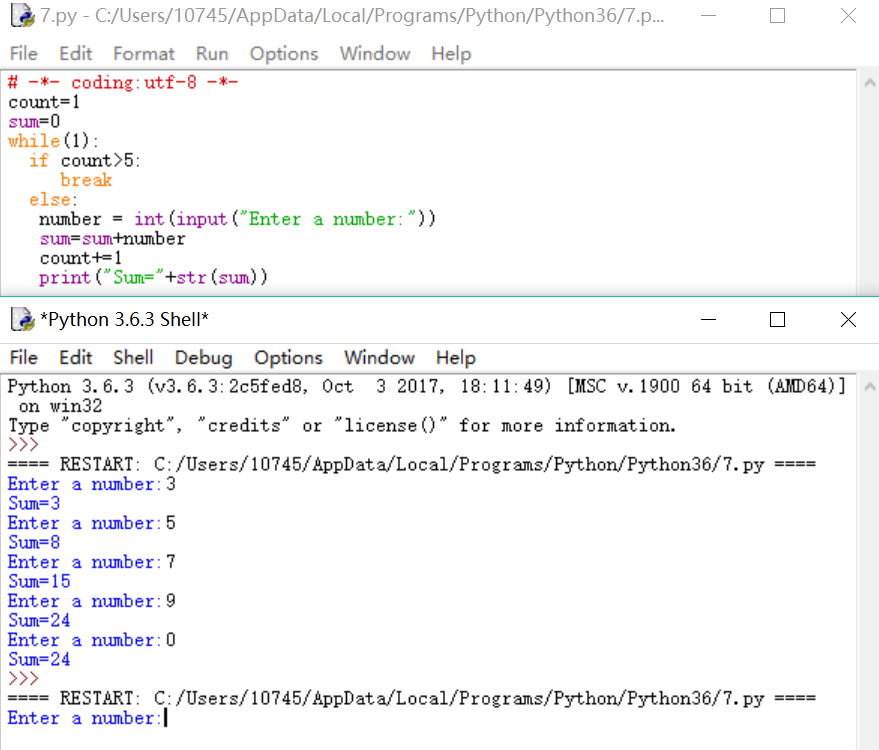 7.py - C:/Users/10745/AppData/Local/Programs/Python/Python36/7.p...
File Edit Format Run Options Window Help
# -*- coding:utf-8 -*-
count=1
sum=0
while(1):
  if count>5:
     break
  else:
   number = int(input("Enter a number:"))
   sum=sum+number
   count+=1
   print("Sum="+str(sum))
*Python 3.6.3 Shell*
File Edit Shell Debug Options Window Help
Python 3.6.3 (v3.6.3:2c5fed8, Oct  3 2017, 18:11:49) [MSC v.1900 64 bit (AMD64)]
 on win32
Type "copyright", "credits" or "license()" for more information.
>>>
==== RESTART: C:/Users/10745/AppData/Local/Programs/Python/Python36/7.py ====
Enter a number:3
Sum=3
Enter a number:5
Sum=8
Enter a number:7
Sum=15
Enter a number:9
Sum=24
Enter a number:0
Sum=24
>>>
==== RESTART: C:/Users/10745/AppData/Local/Programs/Python/Python36/7.py ====
Enter a number: